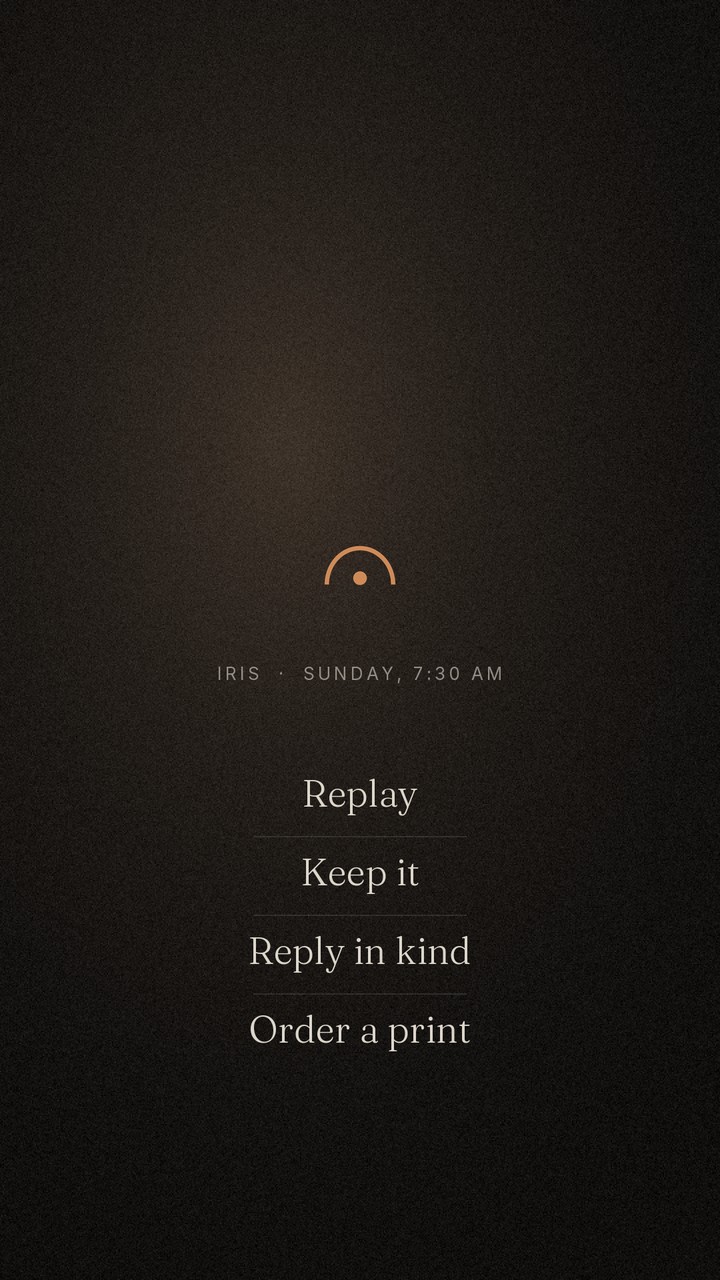 IRIS · SUNDAY, 7:30 AM
Replay
Keep it
Reply in kind
Order a print